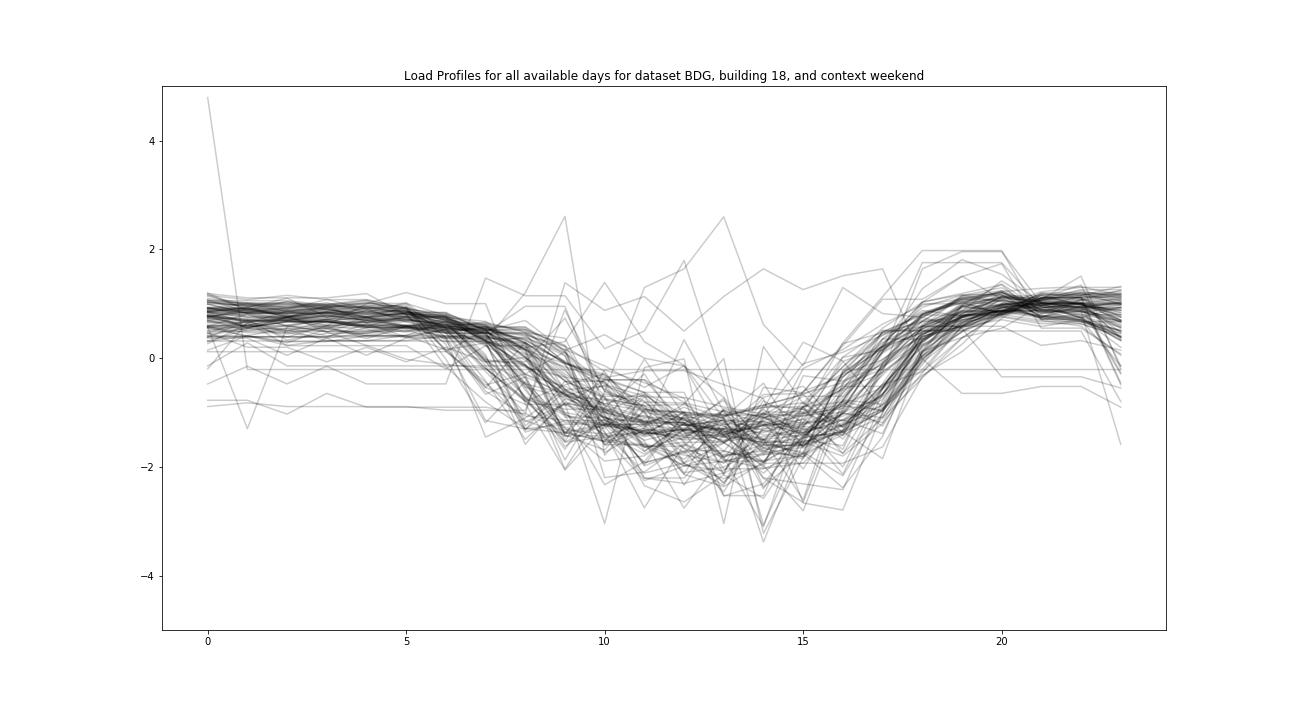 Load Profiles for all available days for dataset BDG, building 18, and context weekend
4
2
0
−2
−4
0 5 10 15 20